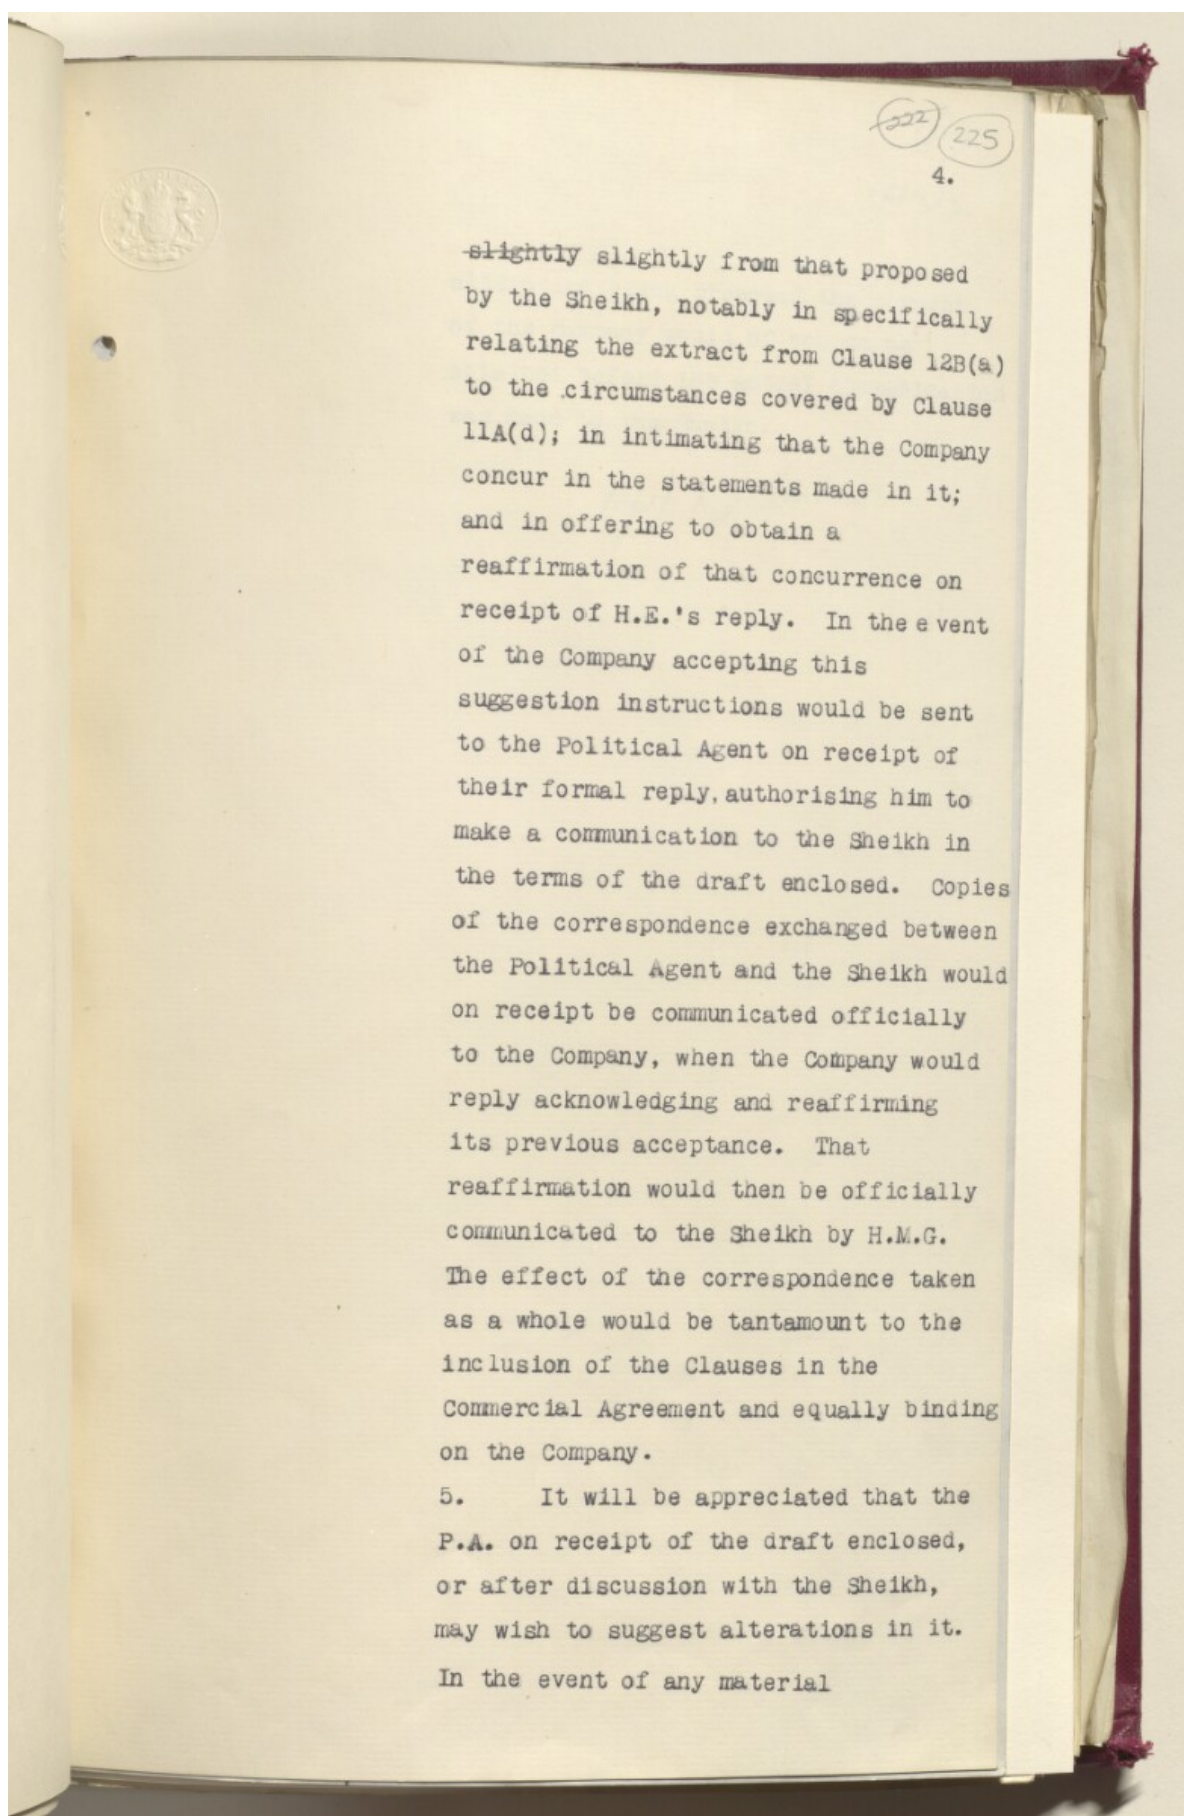 222 225
4.
slightly slightly from that proposed
by the Sheikh, notably in specifically
relating the extract from Clause 12B(a)
to the circumstances covered by Clause
11A(d); in intimating that the Company
concur in the statements made in it;
and in offering to obtain a
reaffirmation of that concurrence on
receipt of H.E.'s reply. In the event
of the Company accepting this
suggestion instructions would be sent
to the Political Agent on receipt of
their formal reply, authorising him to
make a communication to the Sheikh in
the terms of the draft enclosed. Copies
of the correspondence exchanged between
the Political Agent and the Sheikh would
on receipt be communicated officially
to the Company, when the Company would
reply acknowledging and reaffirming
its previous acceptance. That
reaffirmation would then be officially
communicated to the Sheikh by H.M.G.
The effect of the correspondence taken
as a whole would be tantamount to the
inclusion of the Clauses in the
Commercial Agreement and equally binding
on the Company.
5. It will be appreciated that the
P.A. on receipt of the draft enclosed,
or after discussion with the Sheikh,
may wish to suggest alterations in it.
In the event of any material